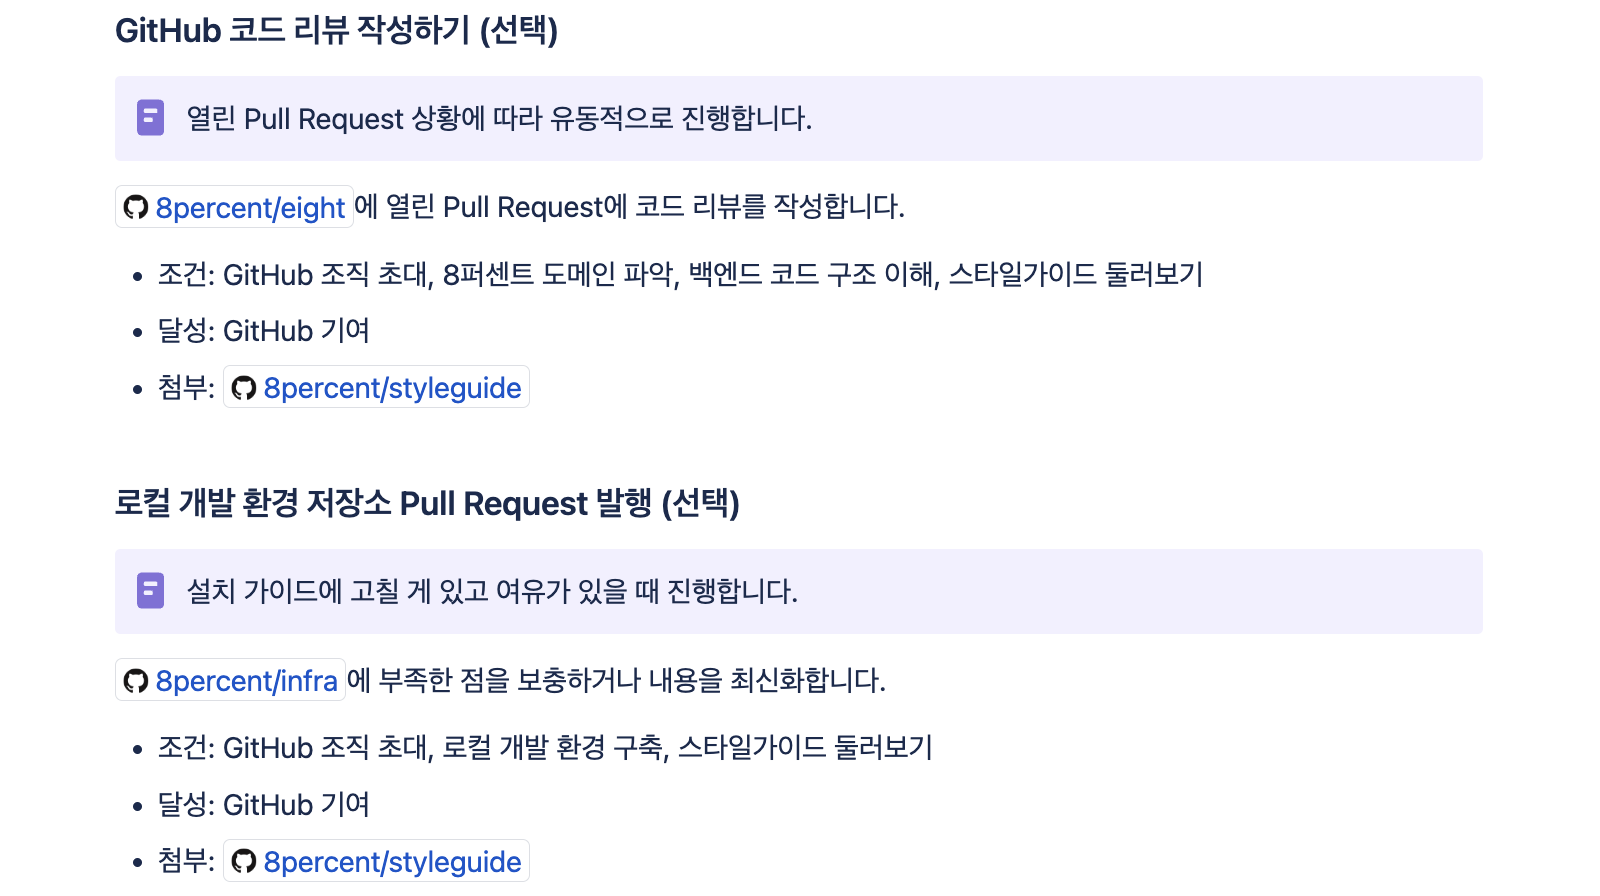 GitHub 코드 리뷰 작성하기 (선택)
열린 Pull Request 상황에 따라 유동적으로 진행합니다.
8percent/eight에 열린 Pull Request에 코드 리뷰를 작성합니다.
• 조건: GitHub 조직 초대, 8퍼센트 도메인 파악, 백엔드 코드 구조 이해, 스타일가이드 둘러보기
• 달성: GitHub 기여
• 첨부: 8percent/styleguide
로컬 개발 환경 저장소 Pull Request 발행 (선택)
설치 가이드에 고칠 게 있고 여유가 있을 때 진행합니다.
8percent/infra에 부족한 점을 보충하거나 내용을 최신화합니다.
• 조건: GitHub 조직 초대, 로컬 개발 환경 구축, 스타일가이드 둘러보기
• 달성: GitHub 기여
• 첨부: 8percent/styleguide